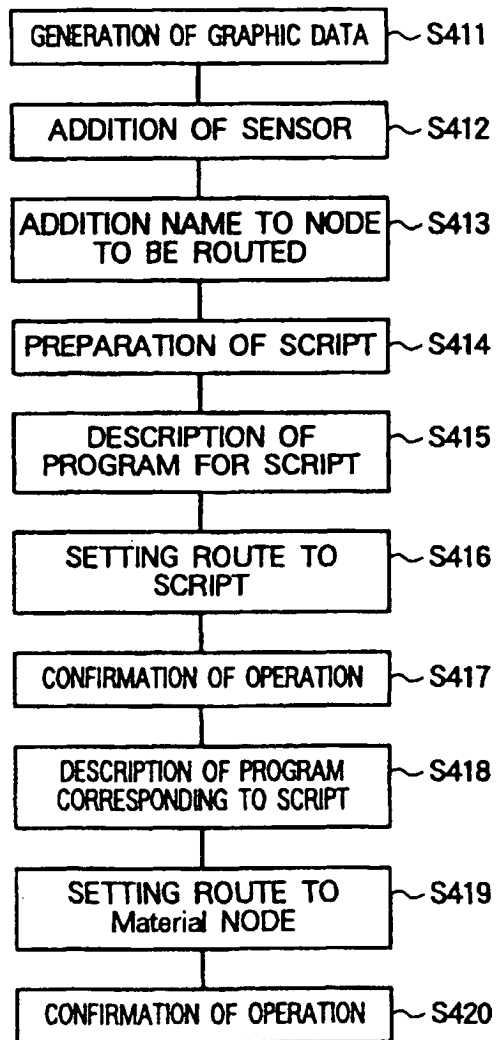 GENERATION OF GRAPHIC DATA ~ S411
ADDITION OF SENSOR ~ S412
ADDITION NAME TO NODE ~ S413
TO BE ROUTED
PREPARATION OF SCRIPT ~ S414
DESCRIPTION OF ~ S415
PROGRAM FOR SCRIPT
SETTING ROUTE TO ~ S416
SCRIPT
CONFIRMATION OF OPERATION ~ S417
DESCRIPTION OF PROGRAM ~ S418
CORRESPONDING TO SCRIPT
SETTING ROUTE TO ~ S419
Material NODE
CONFIRMATION OF OPERATION ~ S420